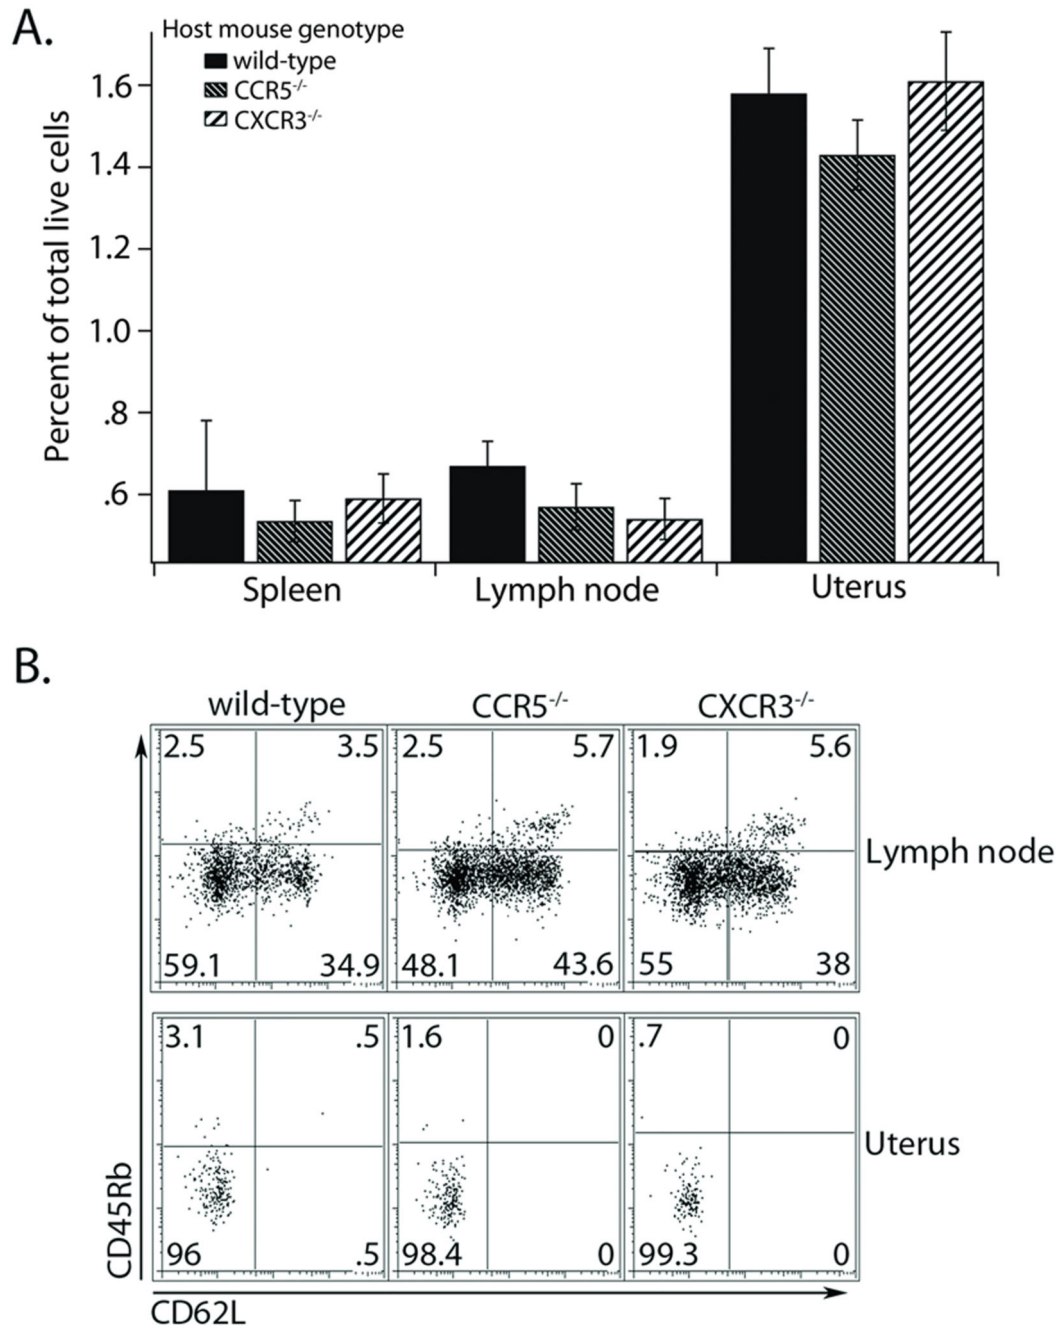 A.
Host mouse genotype
wild-type
CCR5-/-
CXCR3-/-
Percent of total live cells
1.6
1.4
1.2
1.0
.8
.6
Spleen Lymph node Uterus
B.
wild-type CCR5-/- CXCR3-/-
2.5 3.5 2.5 5.7 1.9 5.6
Lymph node
59.1 34.9 48.1 43.6 55 38
3.1 .5 1.6 0 .7 0
Uterus
96 .5 98.4 0 99.3 0
CD45Rb
CD62L